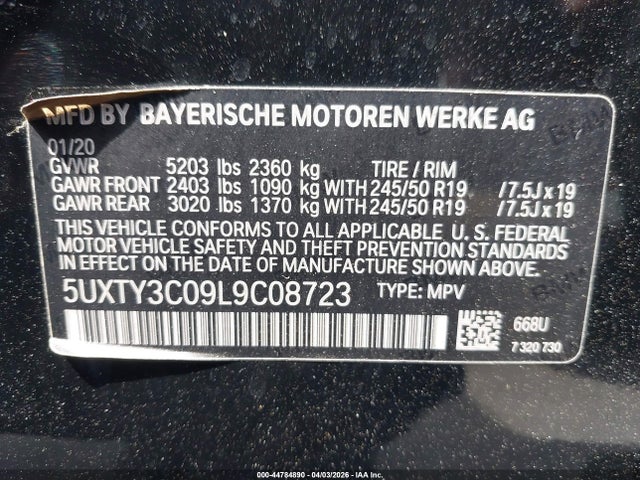 MFD BY BAYERISCHE MOTOREN WERKE AG
01/20
GVWR 5203 lbs 2360 kg TIRE / RIM
GAWR FRONT 2403 lbs 1090 kg WITH 245/50 R19 /7.5J x 19
GAWR REAR 3020 lbs 1370 kg WITH 245/50 R19 /7.5J x 19
THIS VEHICLE CONFORMS TO ALL APPLICABLE U. S. FEDERAL
MOTOR VEHICLE SAFETY AND THEFT PREVENTION STANDARDS
IN EFFECT ON THE DATE OF MANUFACTURE SHOWN ABOVE.
5UXTY3C09L9C08723 TYPE: MPV
668U
7 320 730
000-44784890 - 04/03/2026 - IAA Inc.